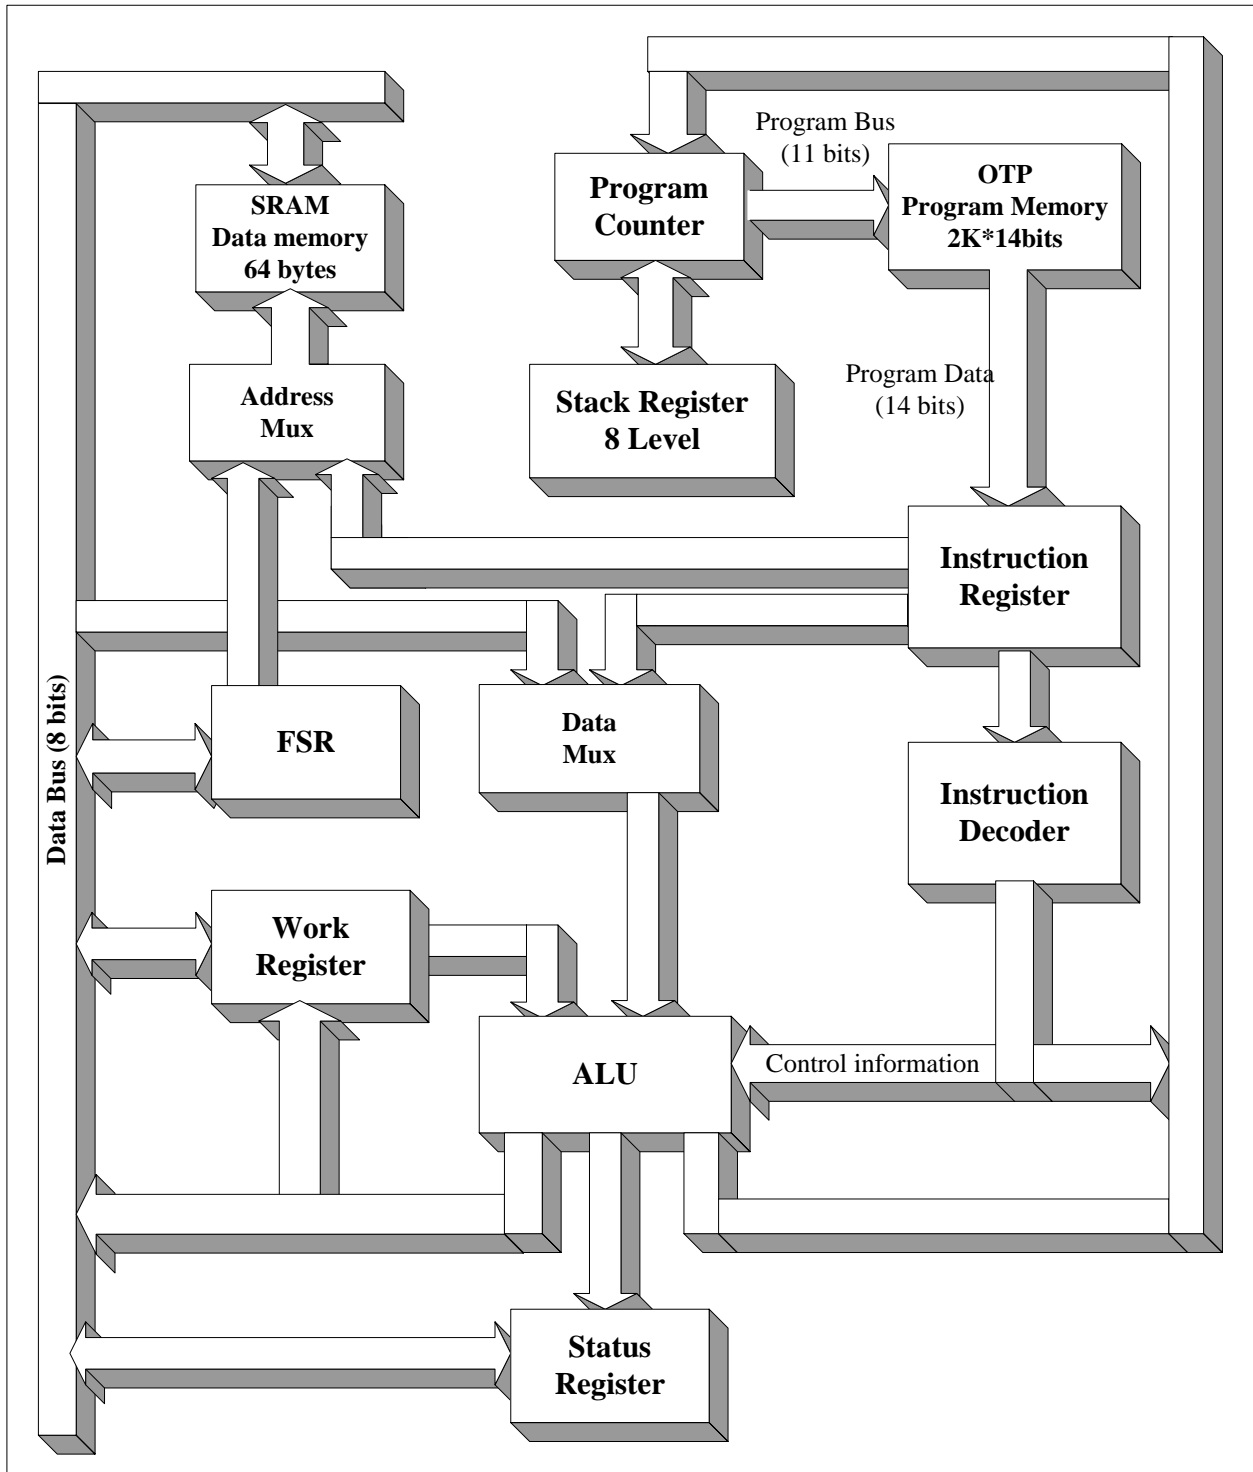 Program Bus
(11 bits)
SRAM
Data memory
64 bytes
Program
Counter
OTP
Program Memory
2K*14bits
Address
Mux
Stack Register
8 Level
Program Data
(14 bits)
Instruction
Register
Data Bus (8 bits)
FSR
Data
Mux
Instruction
Decoder
Work
Register
ALU
Control information
Status
Register